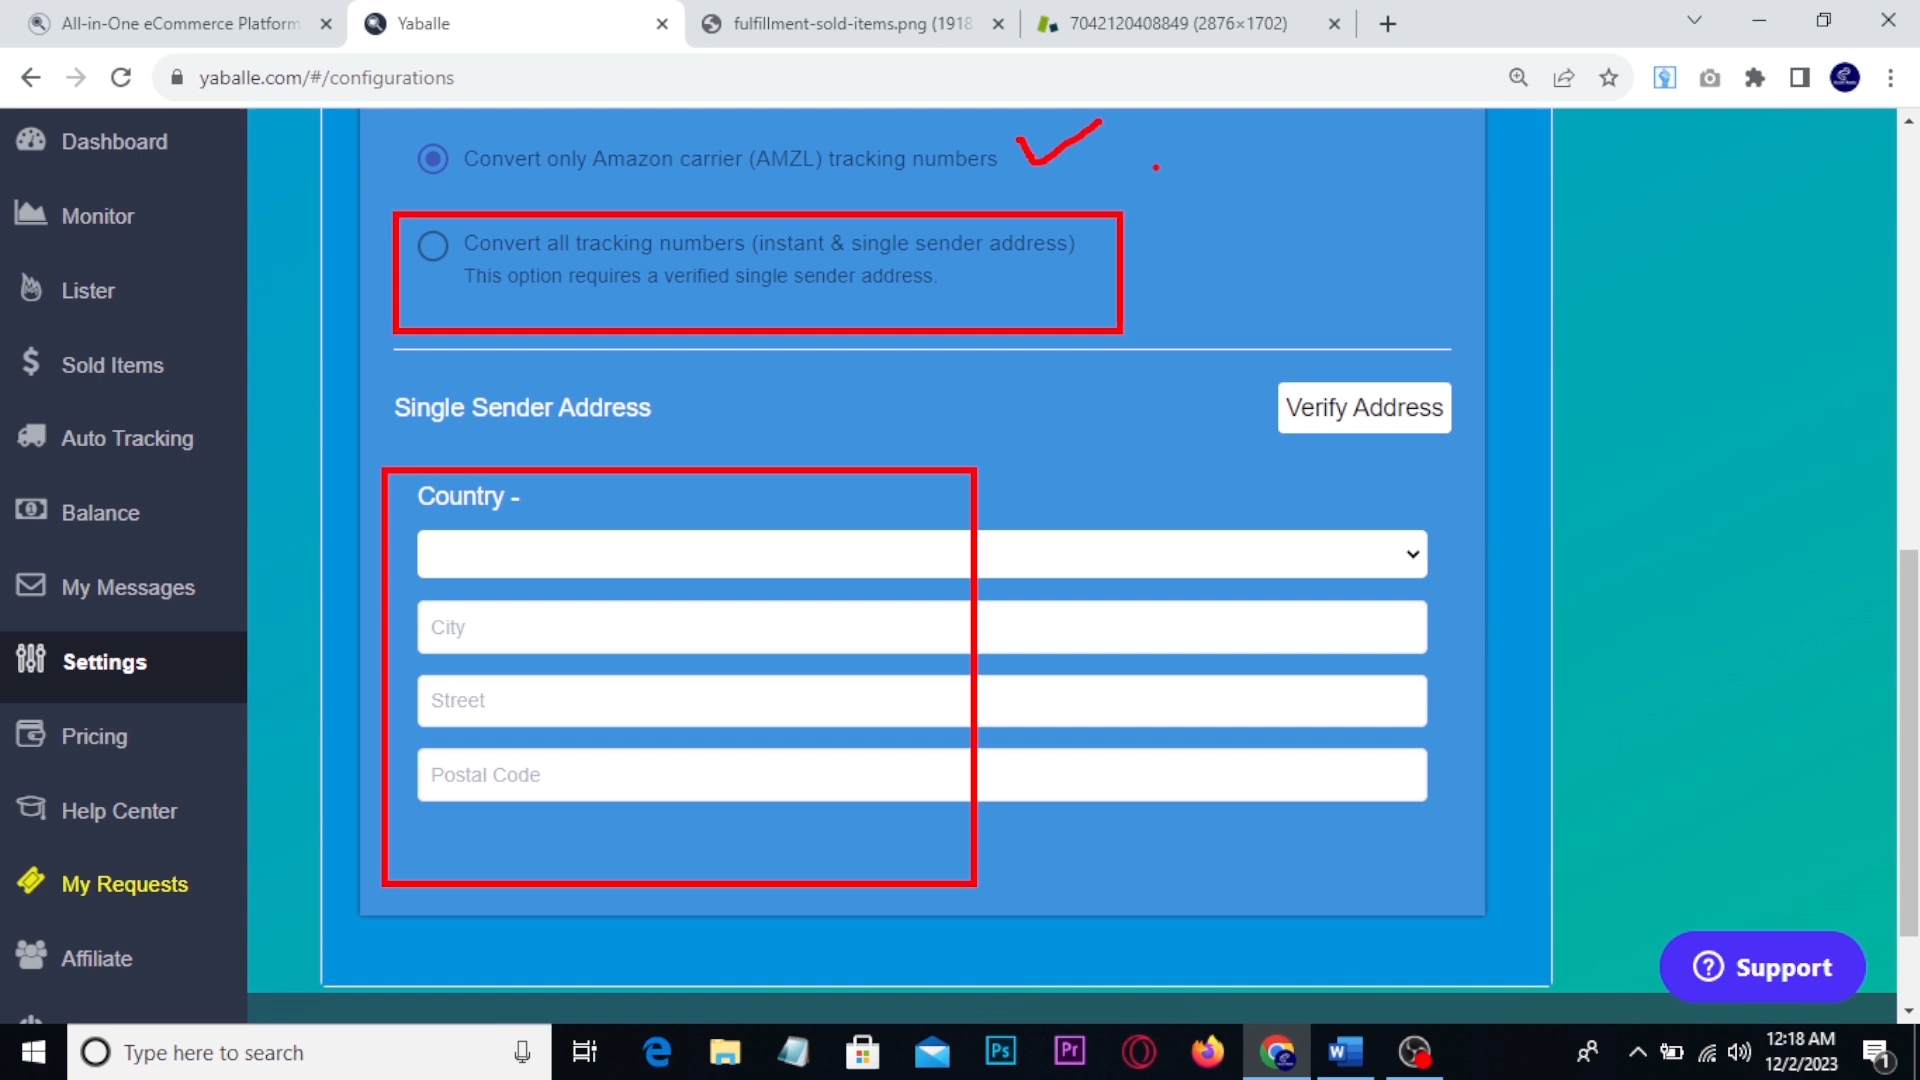 All-in-One eCommerce Platform
Yaballe
fulfillment-sold-items.png (1918
7042120408849 (2876×1702)
yaballe.com/#/configurations
Dashboard
Monitor
Lister
Sold Items
Auto Tracking
Balance
My Messages
Settings
Pricing
Help Center
My Requests
Affiliate
Convert only Amazon carrier (AMZL) tracking numbers
Convert all tracking numbers (instant & single sender address)
This option requires a verified single sender address.
Single Sender Address
Verify Address
Country -
City
Street
Postal Code
Support
Type here to search
Ps
Pr
12:18 AM
12/2/2023
1